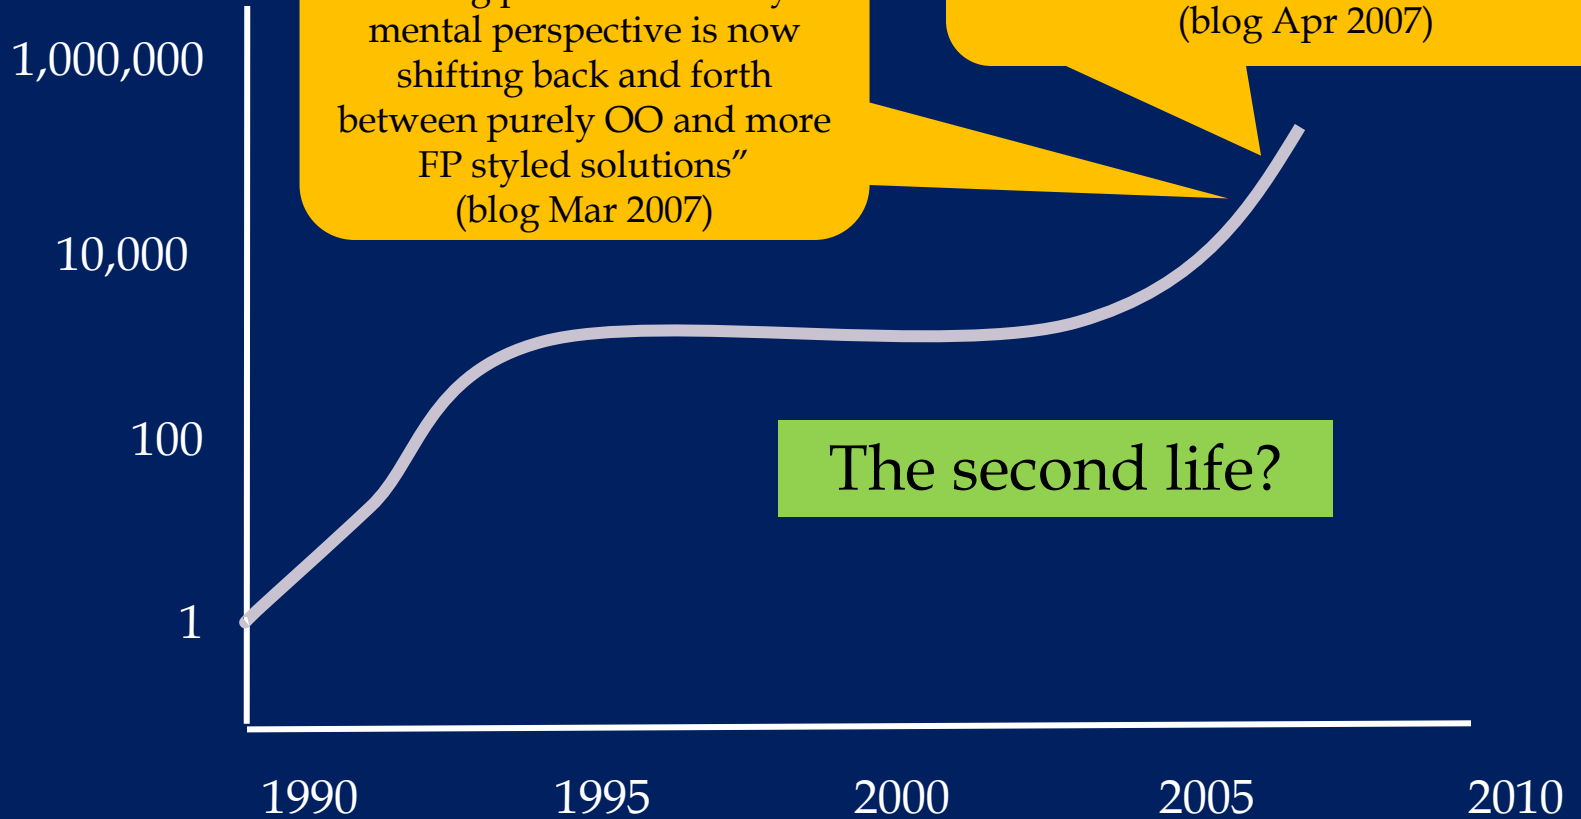 mental perspective is now
shifting back and forth
between purely OO and more
FP styled solutions”
(blog Mar 2007)
(blog Apr 2007)
1,000,000
10,000
100
1
The second life?
1990
1995
2000
2005
2010